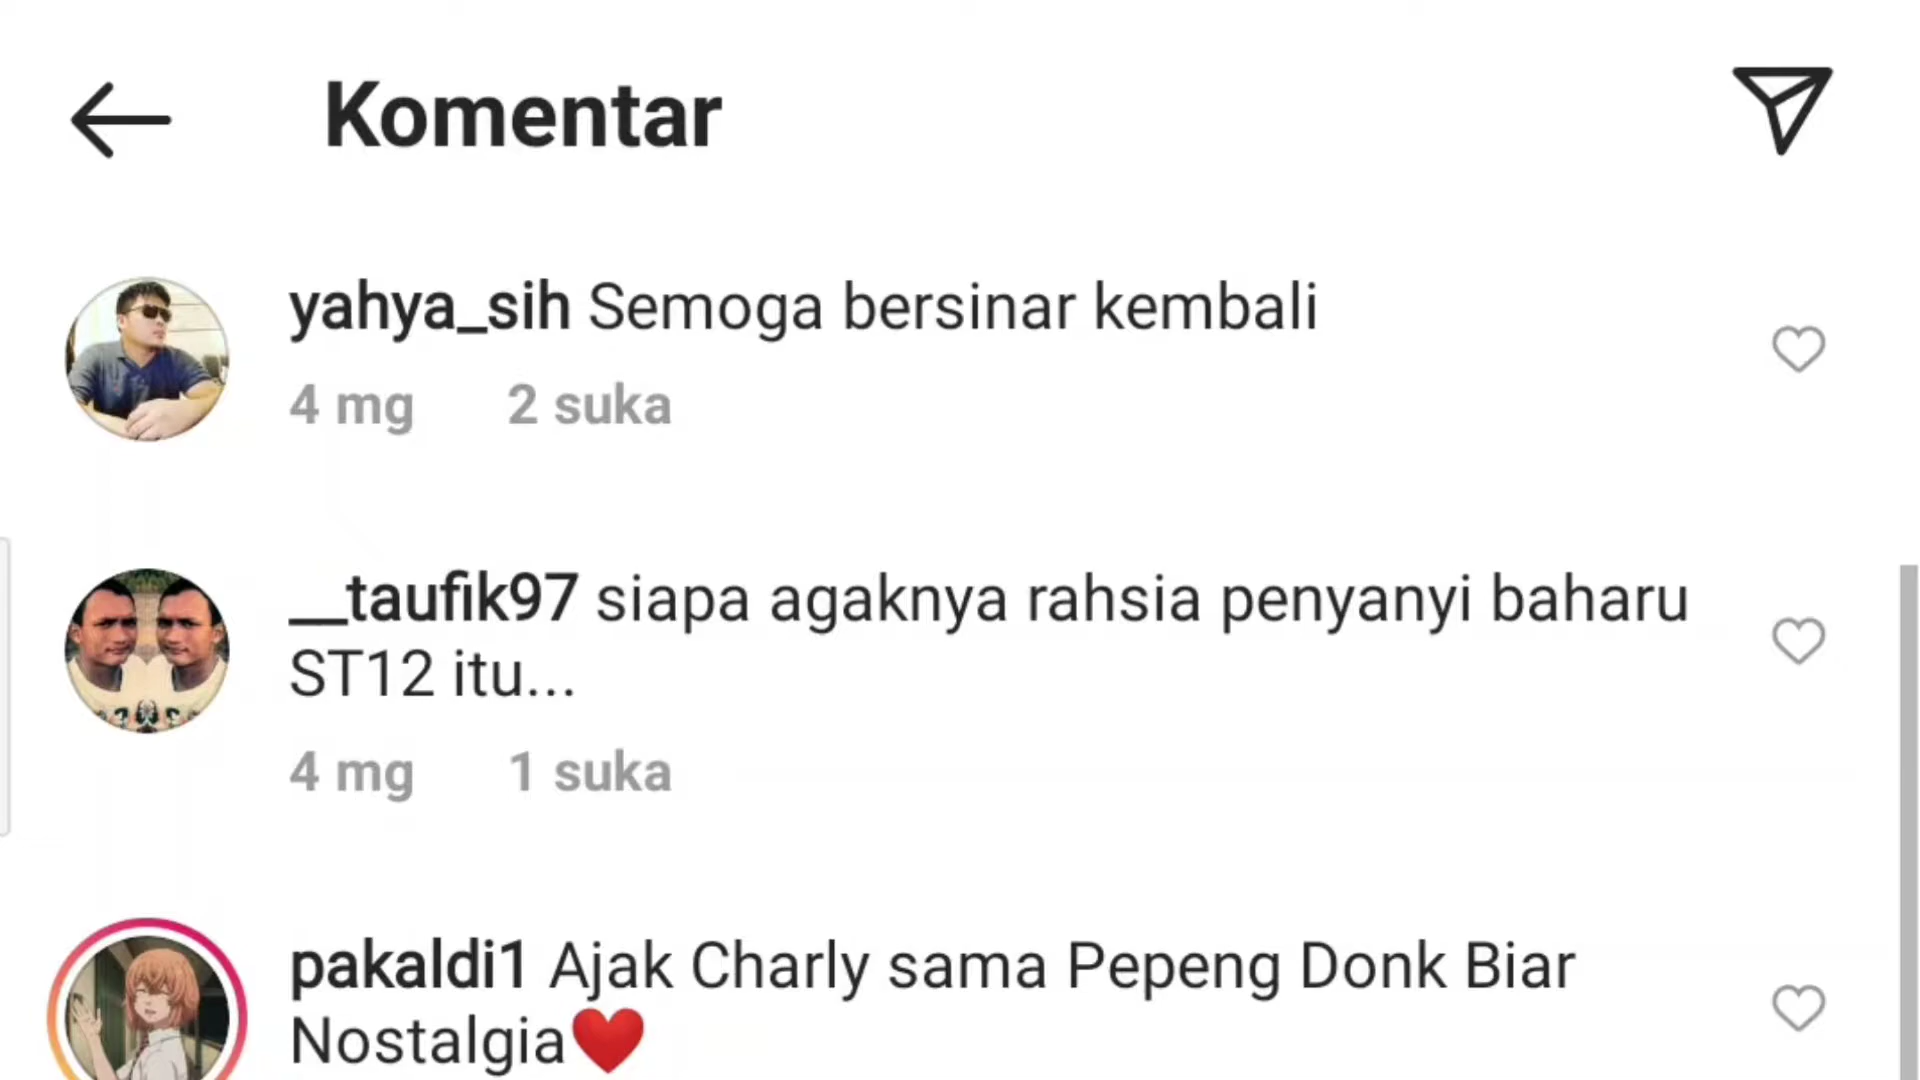 Komentar
yahya_sih Semoga bersinar kembali
4 mg 2 suka
__taufik97 siapa agaknya rahsia penyanyi baharu
ST12 itu...
4 mg 1 suka
pakaldi1 Ajak Charly sama Pepeng Donk Biar
Nostalgia❤️